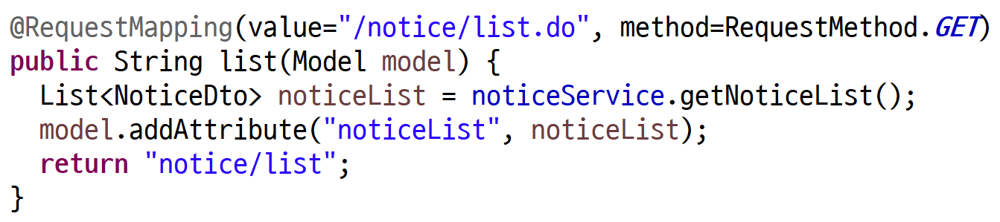 @RequestMapping(value="/notice/list.do", method=RequestMethod.GET)
public String list(Model model) {
  List<NoticeDto> noticeList = noticeService.getNoticeList();
  model.addAttribute("noticeList", noticeList);
  return "notice/list";
}